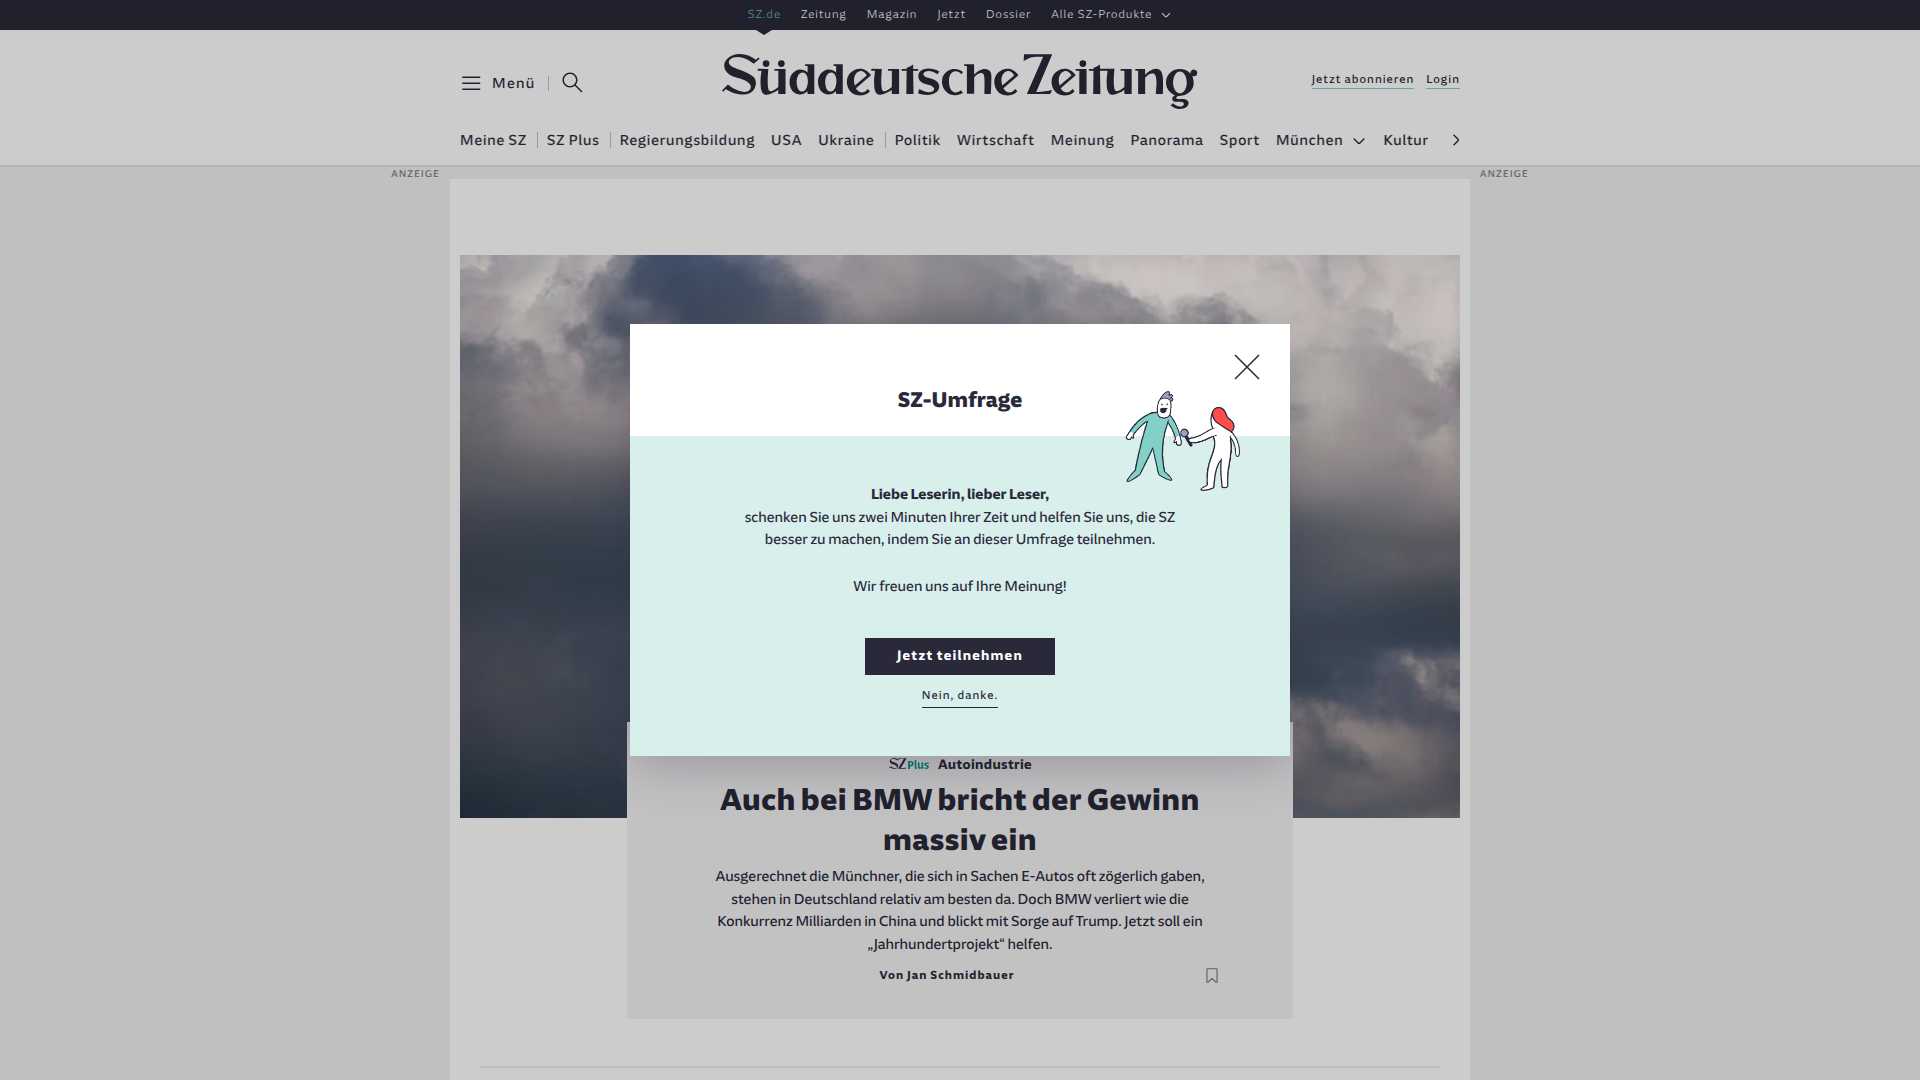 SZ.de Zeitung Magazin Jetzt Dossier Alle SZ-Produkte
Menü
Süddeutsche Zeitung
Jetzt abonnieren Login
Meine SZ SZ Plus Regierungsbildung USA Ukraine Politik Wirtschaft Meinung Panorama Sport München Kultur
ANZEIGE
ANZEIGE
SZ-Umfrage
Liebe Leserin, lieber Leser,
schenken Sie uns zwei Minuten Ihrer Zeit und helfen Sie uns, die SZ
besser zu machen, indem Sie an dieser Umfrage teilnehmen.
Wir freuen uns auf Ihre Meinung!
Jetzt teilnehmen
Nein, danke.
SZ Plus Autoindustrie
Auch bei BMW bricht der Gewinn
massiv ein
Ausgerechnet die Münchner, die sich in Sachen E-Autos oft zögerlich gaben,
stehen in Deutschland relativ am besten da. Doch BMW verliert wie die
Konkurrenz Milliarden in China und blickt mit Sorge auf Trump. Jetzt soll ein
„Jahrhundertprojekt“ helfen.
Von Jan Schmidbauer